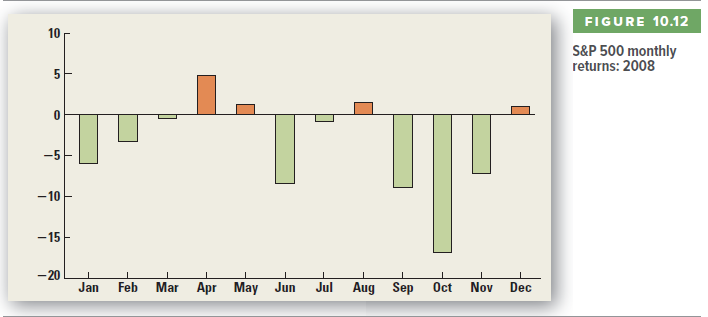 FIGURE 10.12
S&P 500 monthly
returns: 2008
10
5
0
−5
−10
−15
−20
Jan Feb Mar Apr May Jun Jul Aug Sep Oct Nov Dec